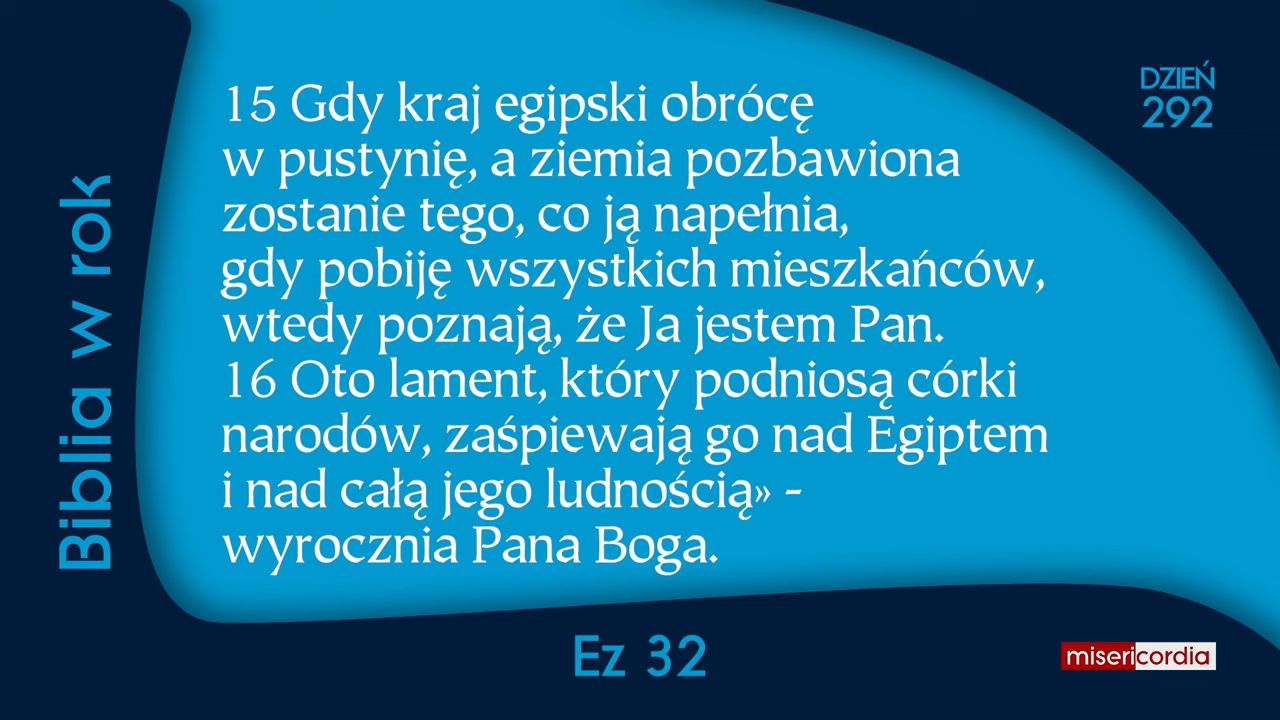 DZIEŃ
292
15 Gdy kraj egipski obrócę
w pustynię, a ziemia pozbawiona
zostanie tego, co ją napełnia,
gdy pobiję wszystkich mieszkańców,
wtedy poznają, że Ja jestem Pan.
16 Oto lament, który podniosą córki
narodów, zaśpiewają go nad Egiptem
i nad całą jego ludnością» -
wyrocznia Pana Boga.
Biblia w rok
Ez 32
misericordia